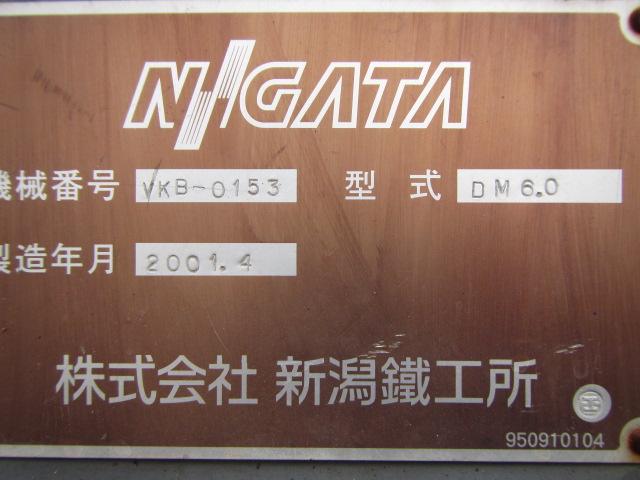 NIIGATA
機械番号 VKB-0153 型式 DM6.0
製造年月 2001.4
株式会社 新潟鐵工所
950910104